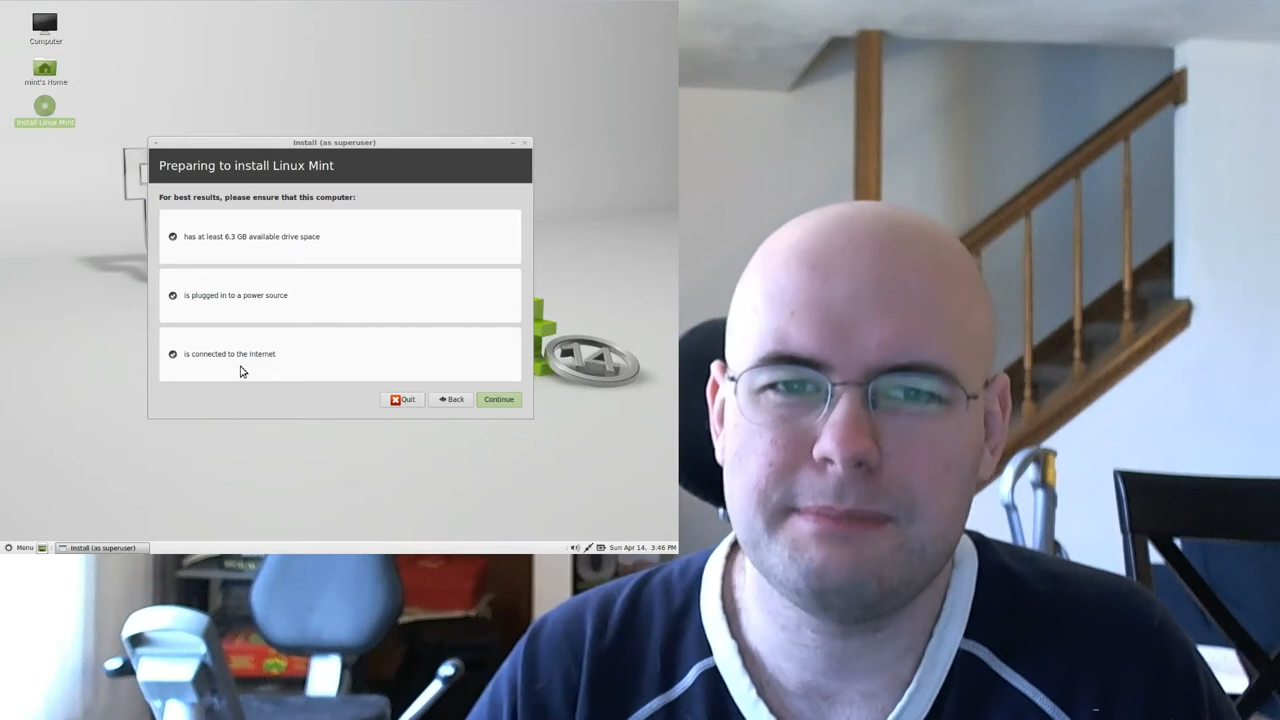 Computer
mint's Home
Install Linux Mint
Install (as superuser)
Preparing to install Linux Mint
For best results, please ensure that this computer:
has at least 6.3 GB available drive space
is plugged in to a power source
is connected to the Internet
Quit
Back
Continue
14
Menu
Install (as superuser)
Sun Apr 14, 3:46 PM